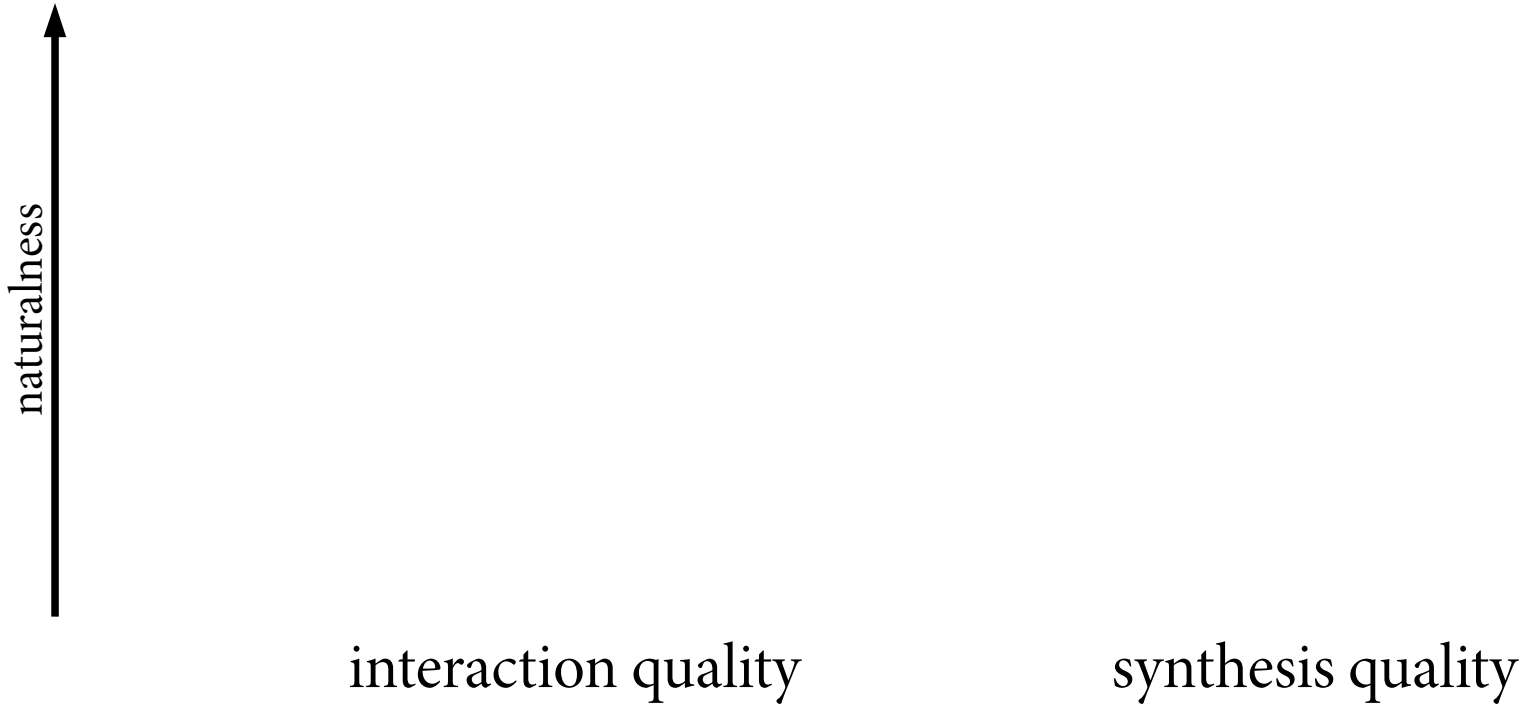 naturalness
interaction quality
synthesis quality